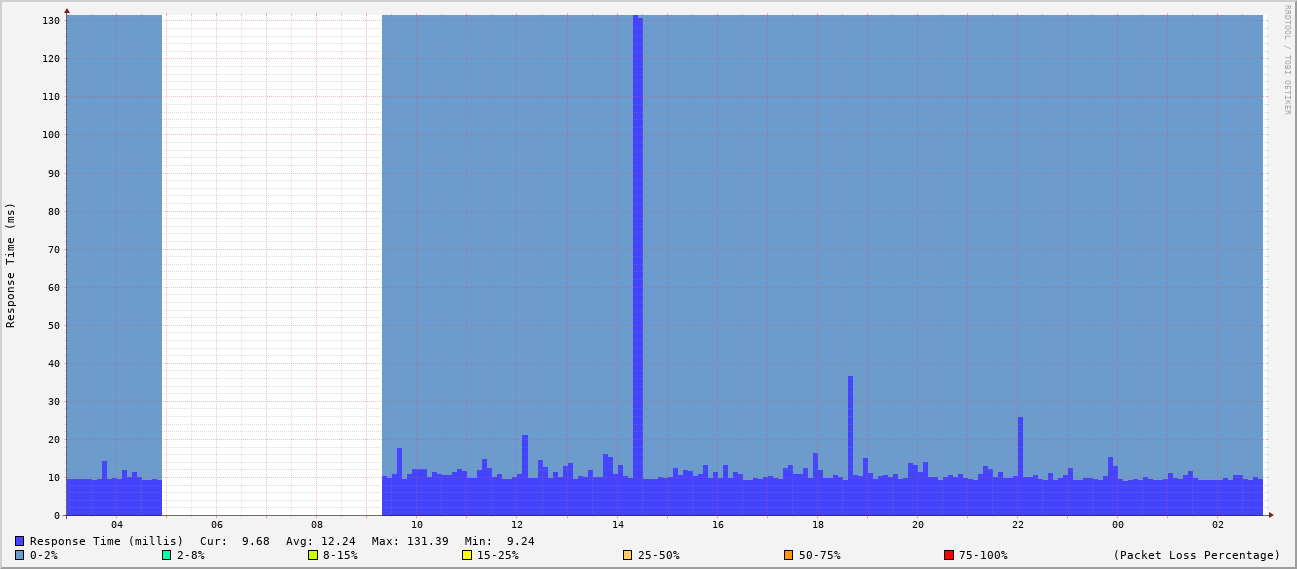 RRDTOOL / TOBI OETIKER
Response Time (ms)
130
120
110
100
90
80
70
60
50
40
30
20
10
0
04 06 08 10 12 14 16 18 20 22 00 02
Response Time (millis) Cur: 9.68 Avg: 12.24 Max: 131.39 Min: 9.24
0-2% 2-8% 8-15% 15-25% 25-50% 50-75% 75-100% (Packet Loss Percentage)